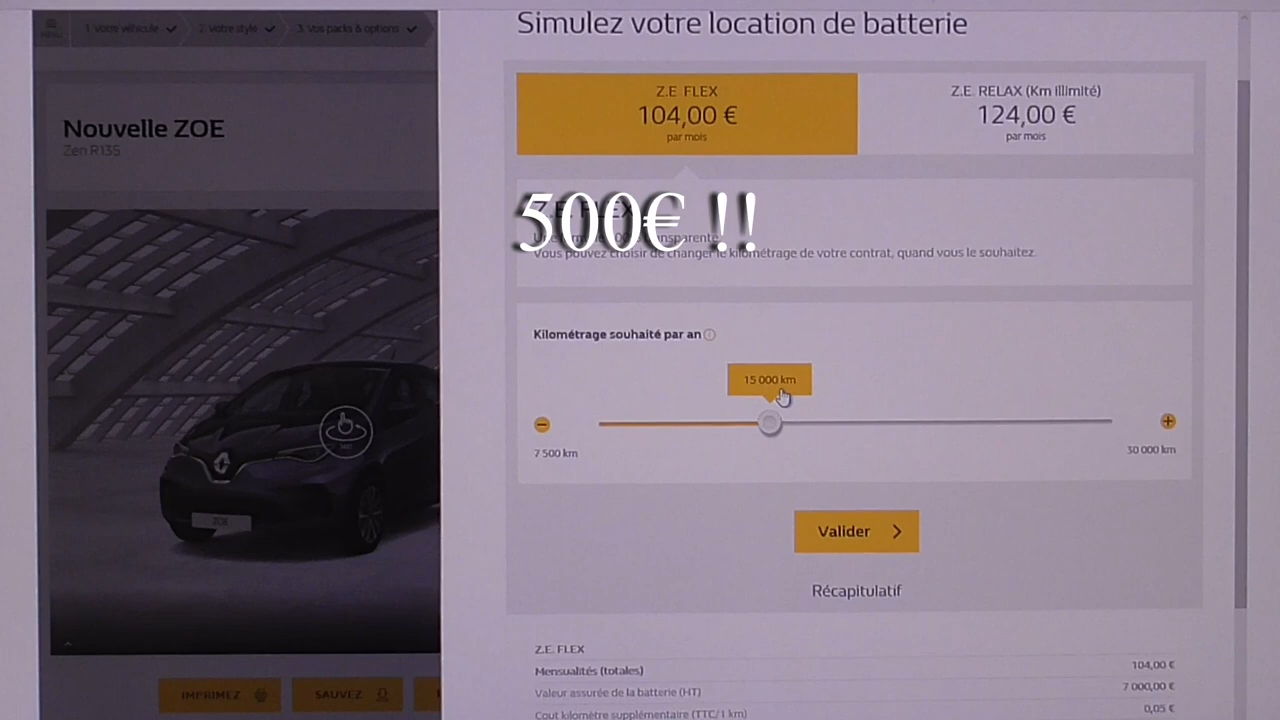 MENU
1. Votre véhicule
2. Votre style
3. Vos packs & options
Nouvelle ZOE
Zen R135
ZOE
IMPRIMEZ
SAUVEZ
Simulez votre location de batterie
Z.E FLEX
104,00 €
par mois
Z.E. RELAX (Km illimité)
124,00 €
par mois
500€ !!
Z.E. FLEX
Vous pouvez choisir de changer le kilométrage de votre contrat, quand vous le souhaitez.
Kilométrage souhaité par an
15 000 km
7 500 km
30 000 km
Valider
Récapitulatif
Z.E. FLEX
Mensualités (totales) 104,00 €
Valeur assurée de la batterie (HT) 7 000,00 €
Cout kilomètre supplémentaire (TTC/1 km) 0,05 €